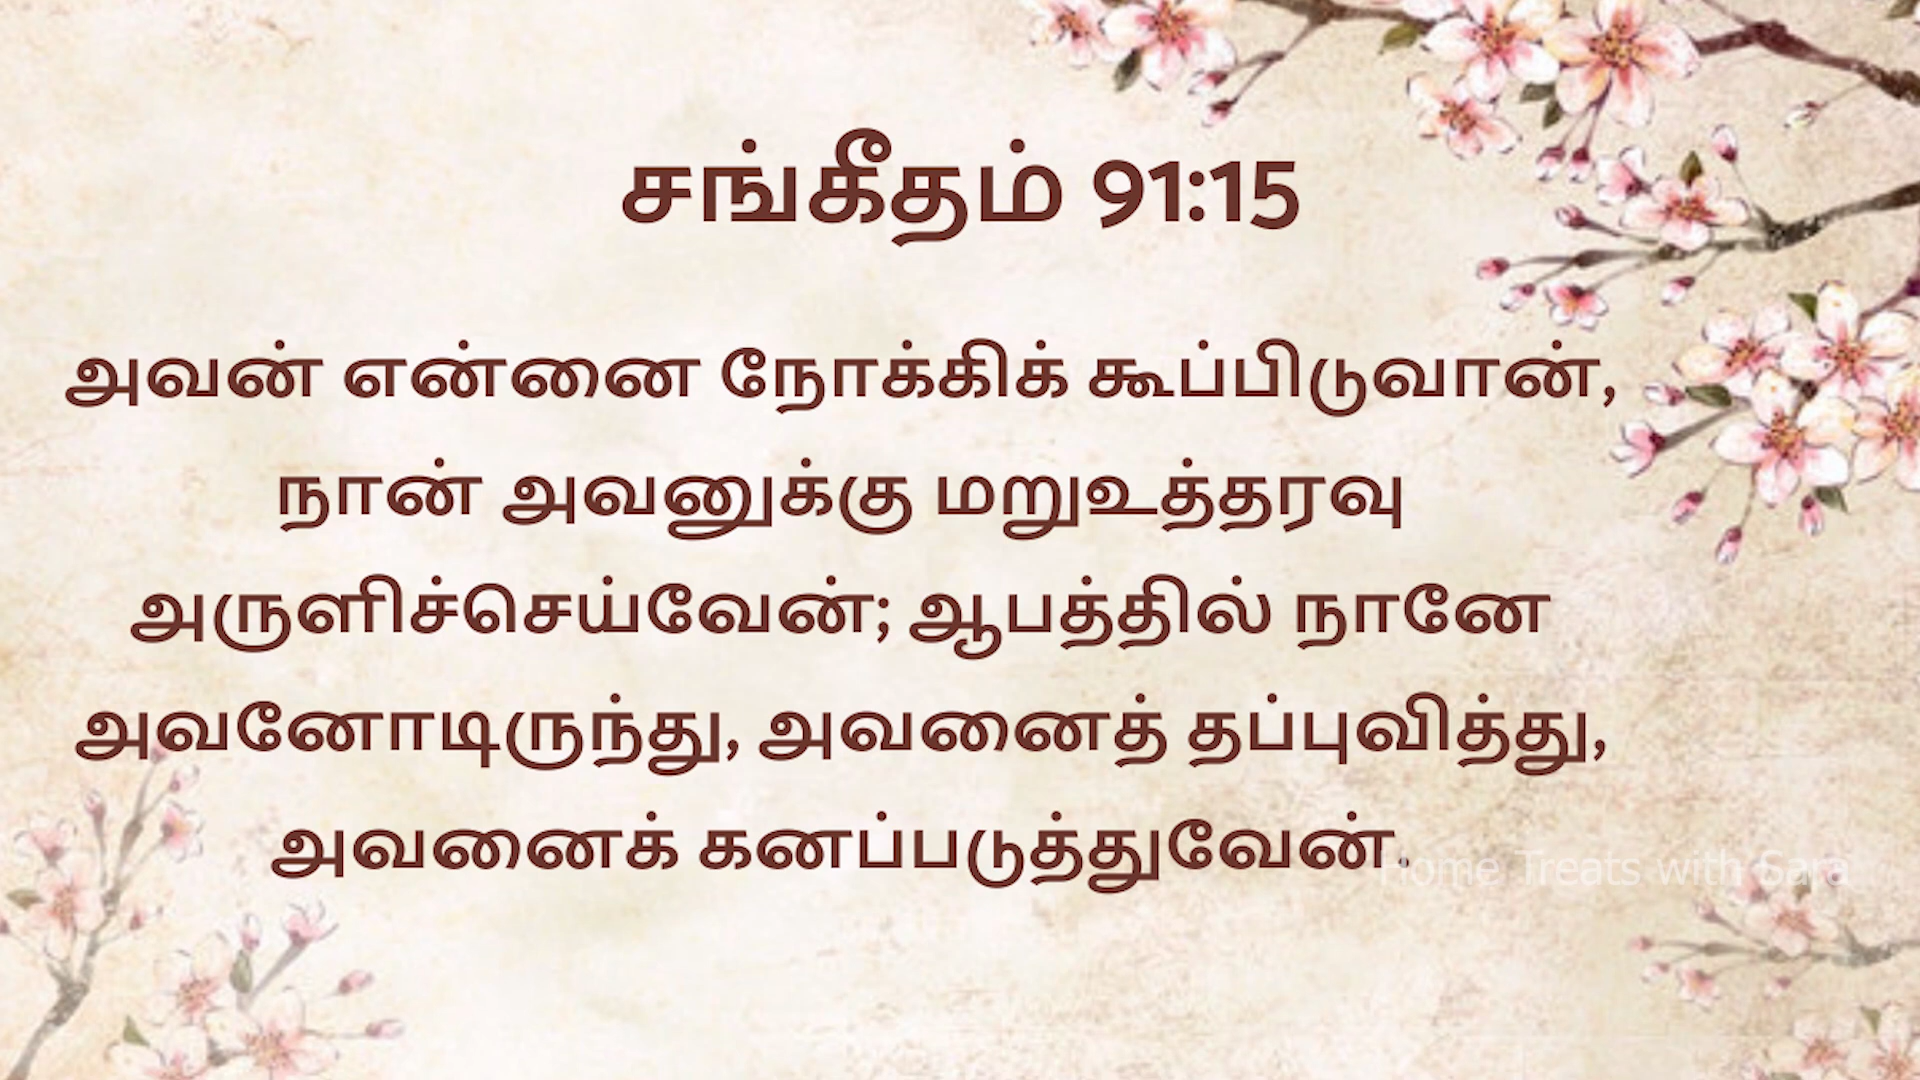 சங்கீதம் 91:15
அவன் என்னை நோக்கிக் கூப்பிடுவான்,
நான் அவனுக்கு மறுஉத்தரவு
அருளிச்செய்வேன்; ஆபத்தில் நானே
அவனோடிருந்து, அவனைத் தப்புவித்து,
அவனைக் கனப்படுத்துவேன்.
Home Treats with Sara